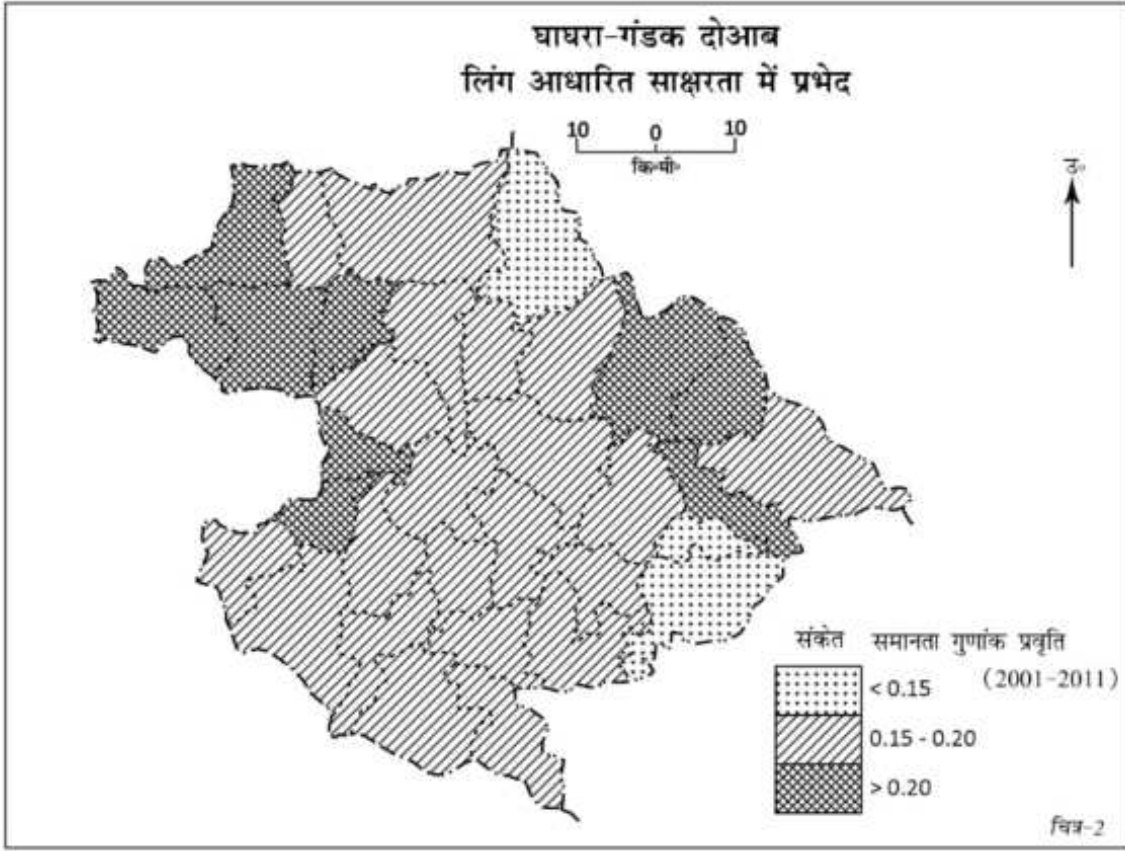 घाघरा-गंडक दोआब
लिंग आधारित साक्षरता में प्रभेद
10 0 10
कि॰मी॰
उ॰
संकेत समानता गुणांक प्रवृति
(2001-2011)
< 0.15
0.15 - 0.20
> 0.20
चित्र-2